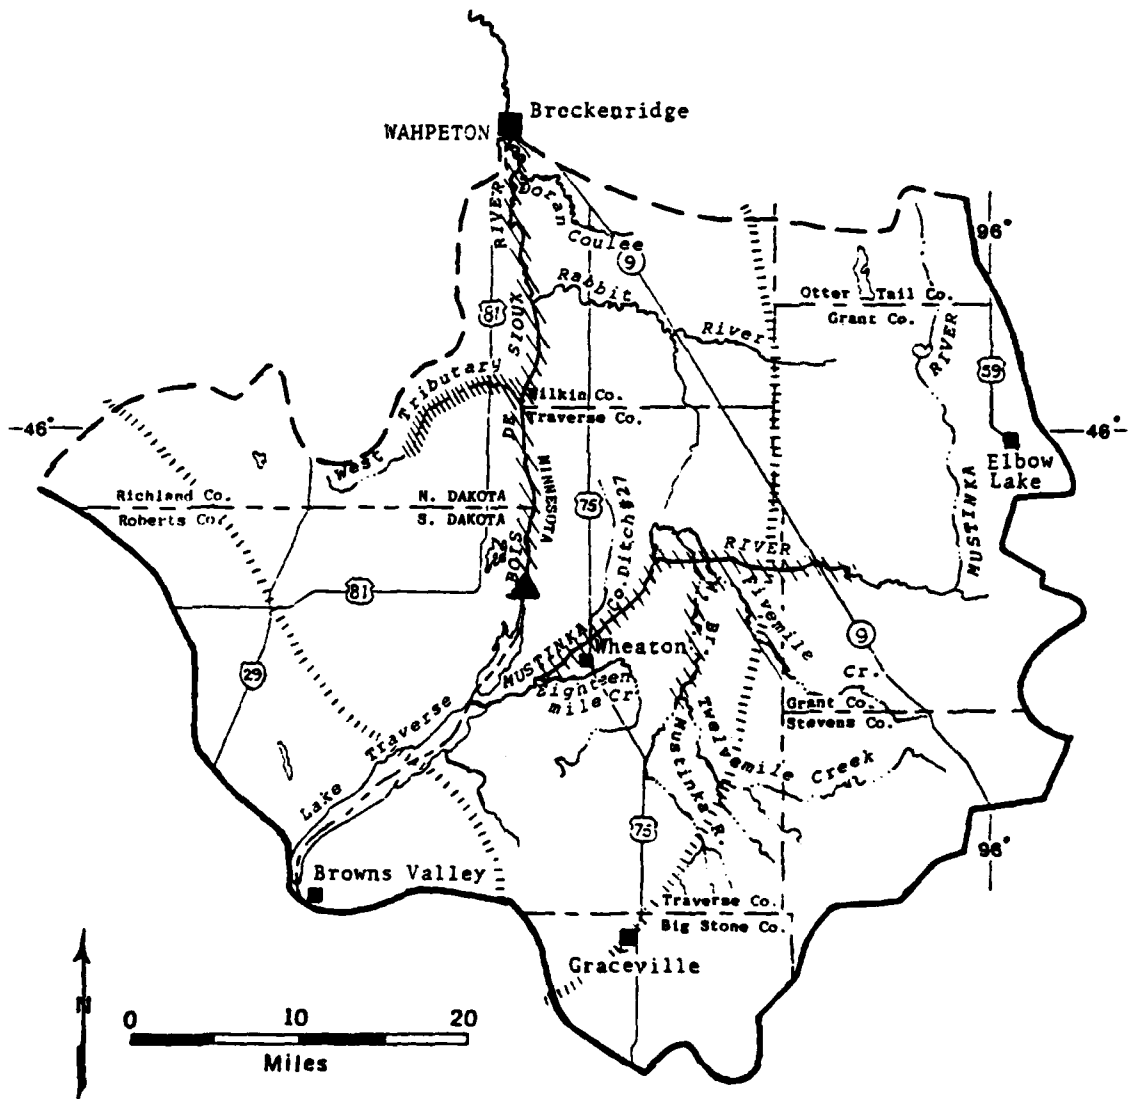 Breckenridge
WAHPETON
Doran
Coulee
RIVER
96°
9
Rabbit
River
Otter Tail Co.
Grant Co.
81
SIOUX
RIVER
59
Tributary
Wilkin Co.
Traverse Co.
DE
46°
46°
West
Elbow
Lake
MINNESOTA
Richland Co.
Roberts Co.
N. DAKOTA
S. DAKOTA
75
Co. Ditch #27
MUSTINKA
BOIS
RIVER
81
Fivemile
Cr.
9
MUSTINKA
Wheaton
W. Br.
29
Eighteen
mile Cr.
Grant Co.
Stevens Co.
Twelvemile
Creek
Mustinka R.
Lake Traverse
75
96°
Browns Valley
Traverse Co.
Big Stone Co.
Graceville
N
0 10 20
Miles